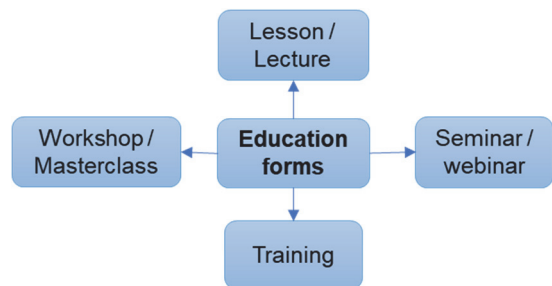 Lesson /
Lecture
Workshop /
Masterclass
Education
forms
Seminar /
webinar
Training